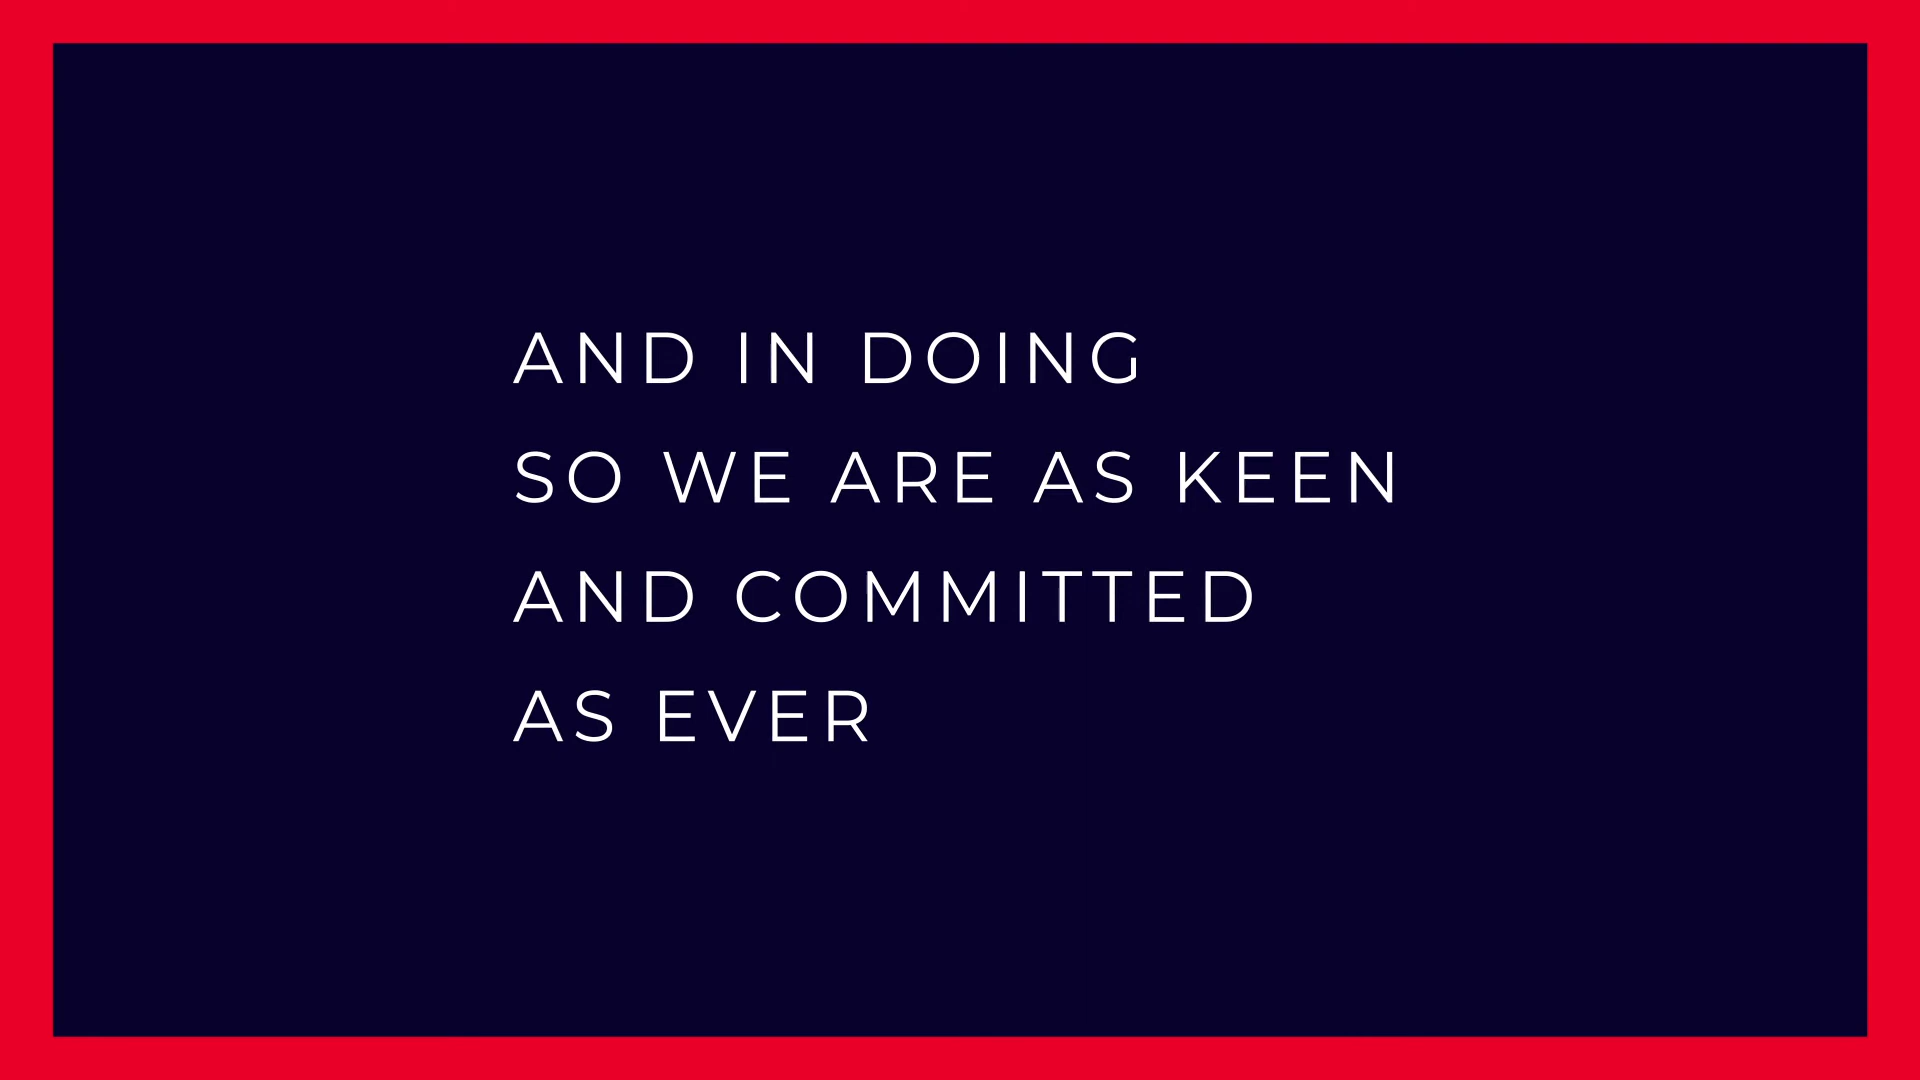 AND IN DOING
SO WE ARE AS KEEN
AND COMMITTED
AS EVER